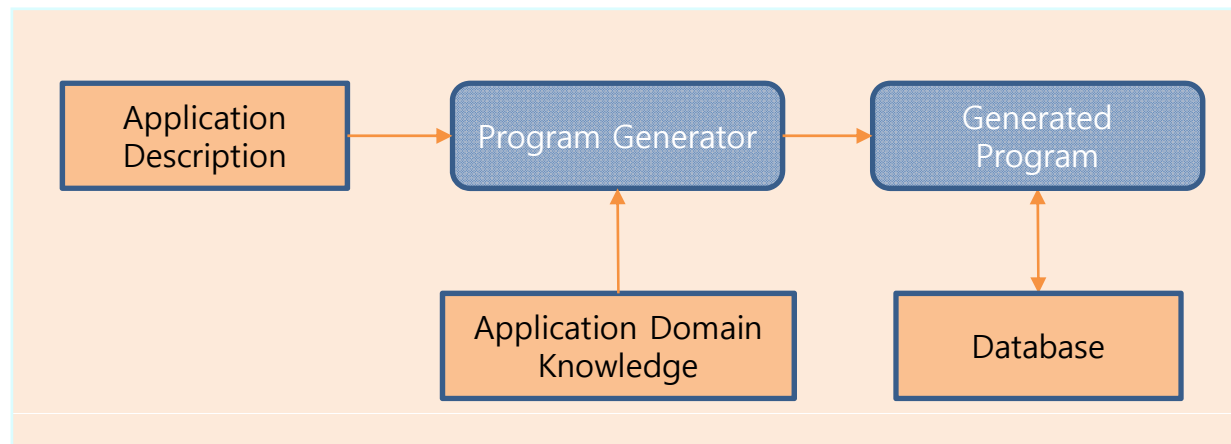 Application
Description
Program Generator
Generated
Program
Application Domain
Knowledge
Database